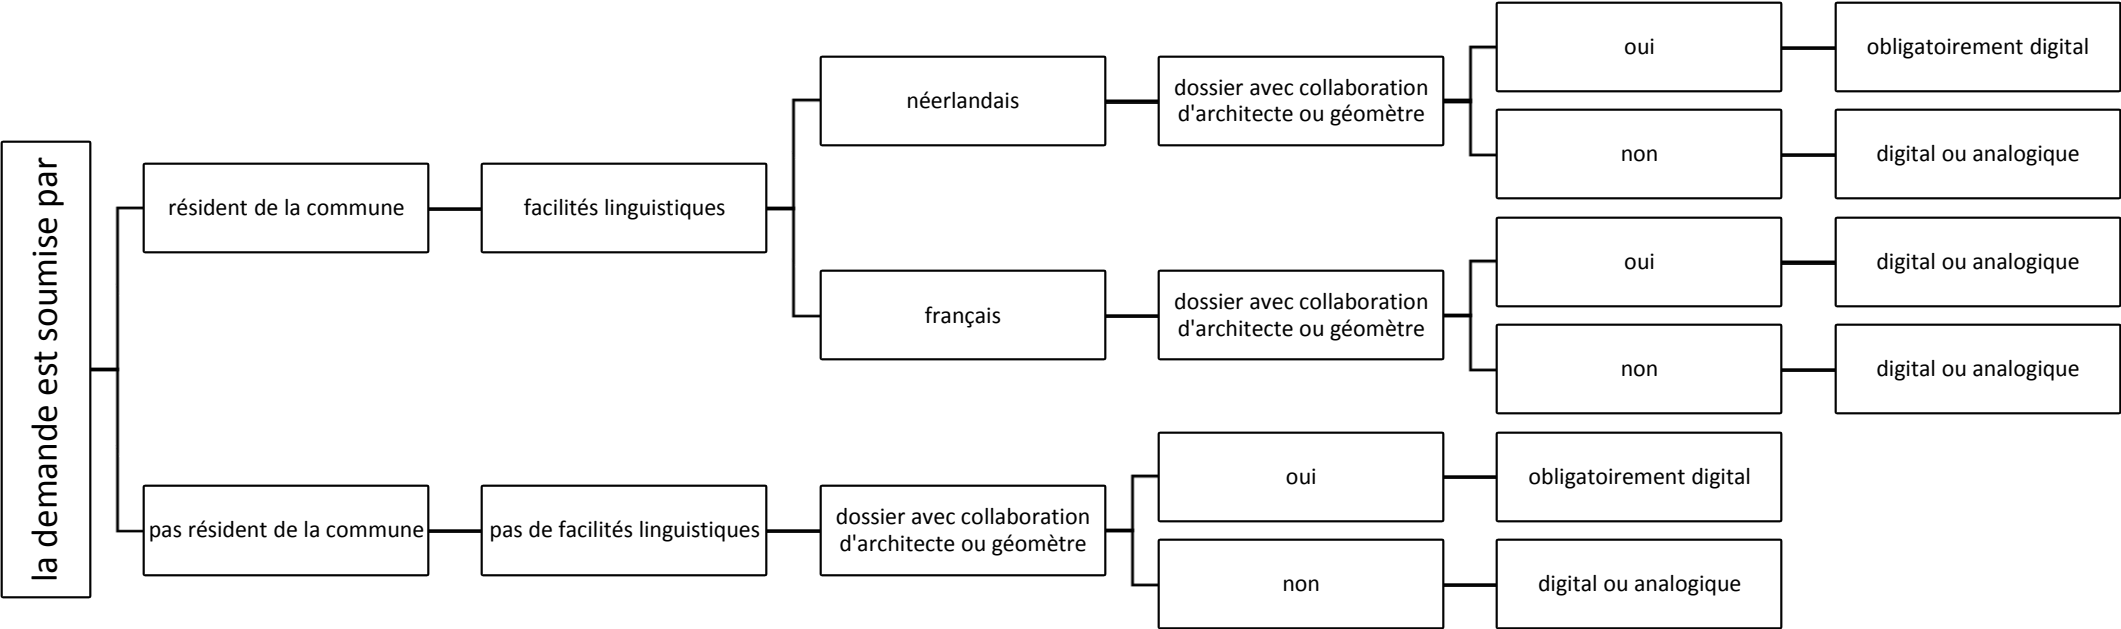 la demande est soumise par
résident de la commune
facilités linguistiques
néerlandais
dossier avec collaboration
d'architecte ou géomètre
oui
obligatoirement digital
non
digital ou analogique
français
dossier avec collaboration
d'architecte ou géomètre
oui
digital ou analogique
non
digital ou analogique
pas résident de la commune
pas de facilités linguistiques
dossier avec collaboration
d'architecte ou géomètre
oui
obligatoirement digital
non
digital ou analogique